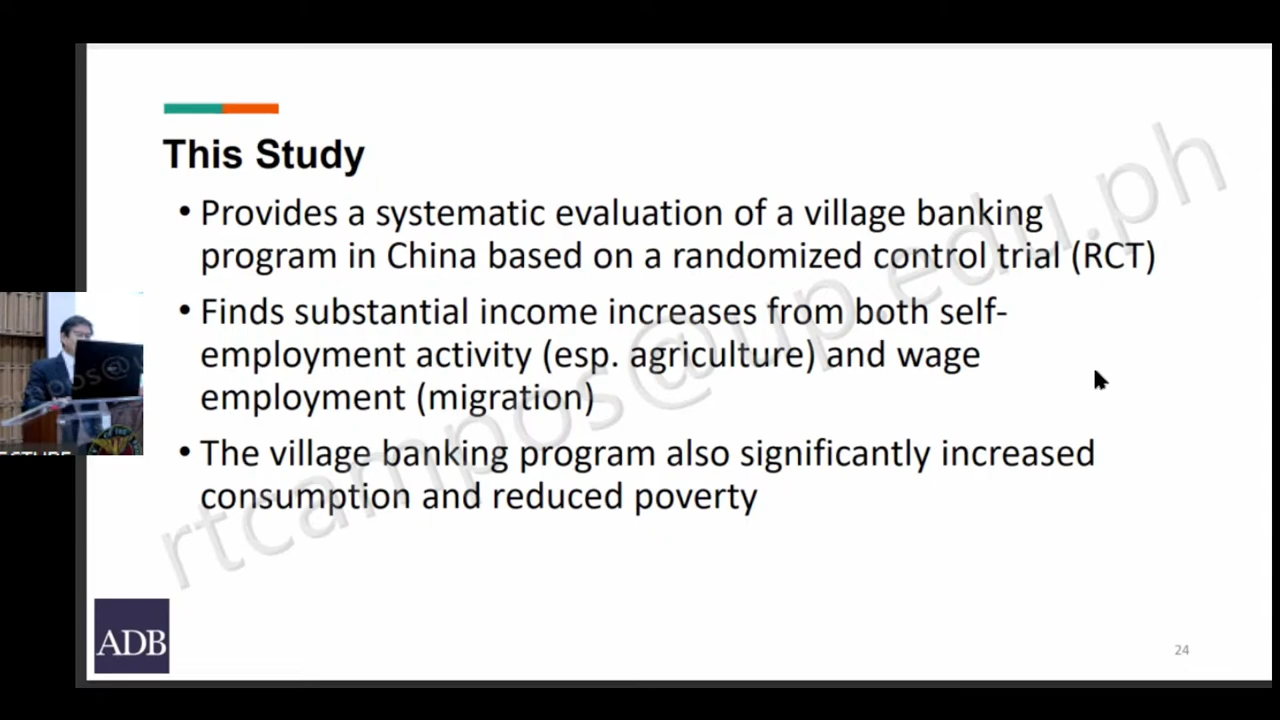 This Study
• Provides a systematic evaluation of a village banking
program in China based on a randomized control trial (RCT)
• Finds substantial income increases from both self-
employment activity (esp. agriculture) and wage
employment (migration)
• The village banking program also significantly increased
consumption and reduced poverty
rtcampos@up.edu.ph
ADB
24